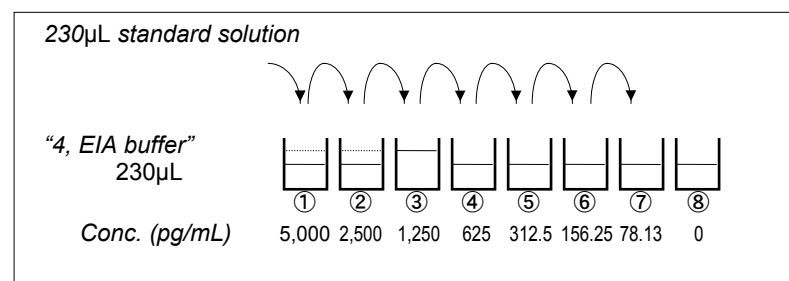 230µL standard solution
“4, EIA buffer”
230µL
① ② ③ ④ ⑤ ⑥ ⑦ ⑧
Conc. (pg/mL) 5,000 2,500 1,250 625 312.5 156.25 78.13 0